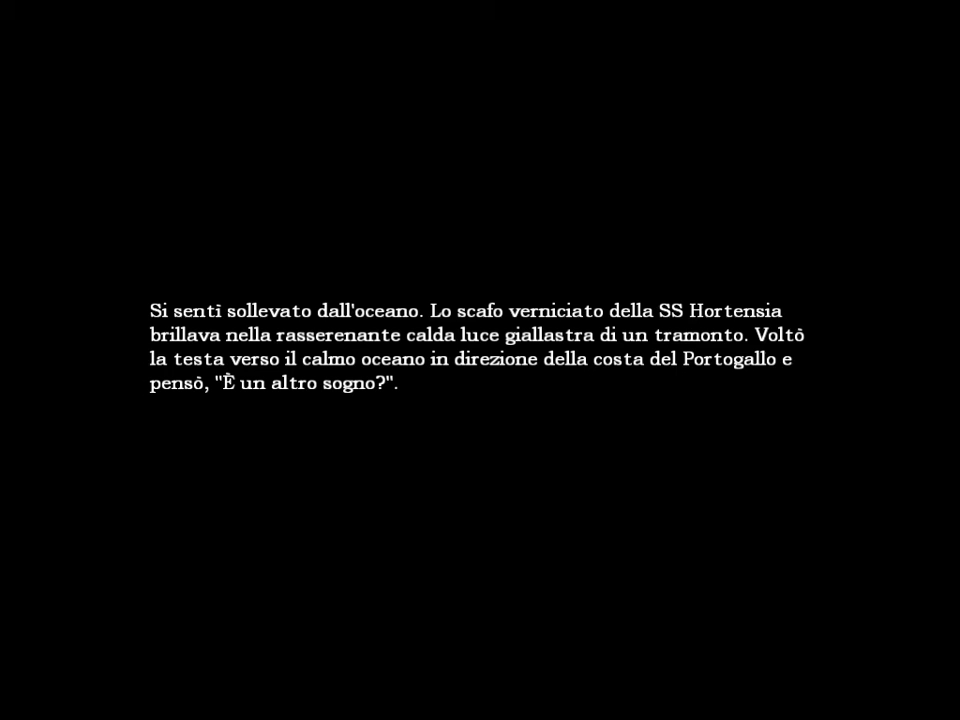 Si sentì sollevato dall'oceano. Lo scafo verniciato della SS Hortensia
brillava nella rasserenante calda luce giallastra di un tramonto. Voltò
la testa verso il calmo oceano in direzione della costa del Portogallo e
pensò, "È un altro sogno?".